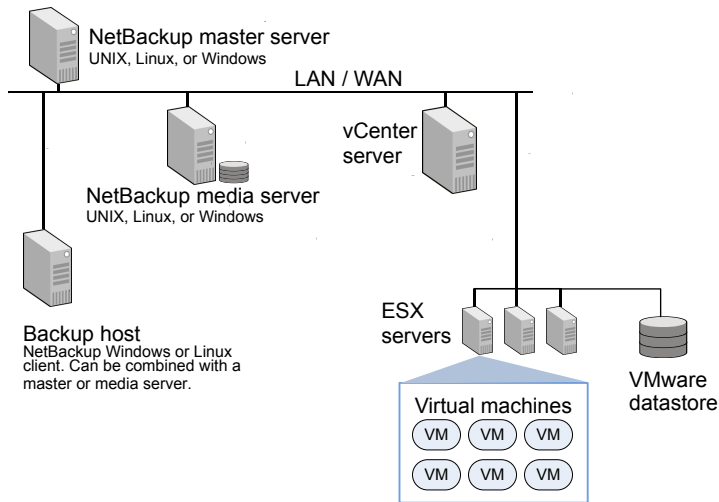 NetBackup master server
UNIX, Linux, or Windows
LAN / WAN
vCenter
server
NetBackup media server
UNIX, Linux, or Windows
Backup host
NetBackup Windows or Linux
client. Can be combined with a
master or media server.
ESX
servers
VMware
datastore
Virtual machines
VM VM VM
VM VM VM